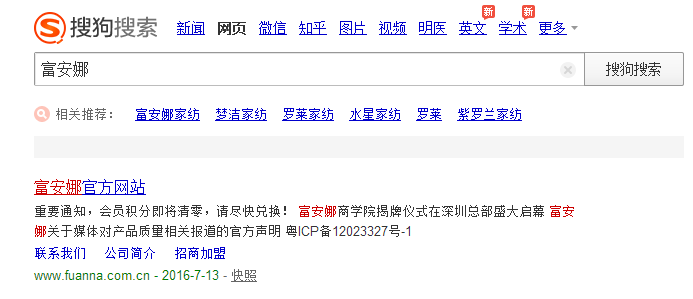 搜狗搜索 新闻 网页 微信 知乎 图片 视频 明医 英文 新 学术 新 更多
富安娜 搜狗搜索
相关推荐： 富安娜家纺 梦洁家纺 罗莱家纺 水星家纺 罗莱 紫罗兰家纺
富安娜官方网站
重要通知，会员积分即将清零，请尽快兑换！ 富安娜商学院揭牌仪式在深圳总部盛大启幕 富安
娜关于媒体对产品质量相关报道的官方声明 粤ICP备12023327号-1
联系我们 公司简介 招商加盟
www.fuanna.com.cn - 2016-7-13 - 快照